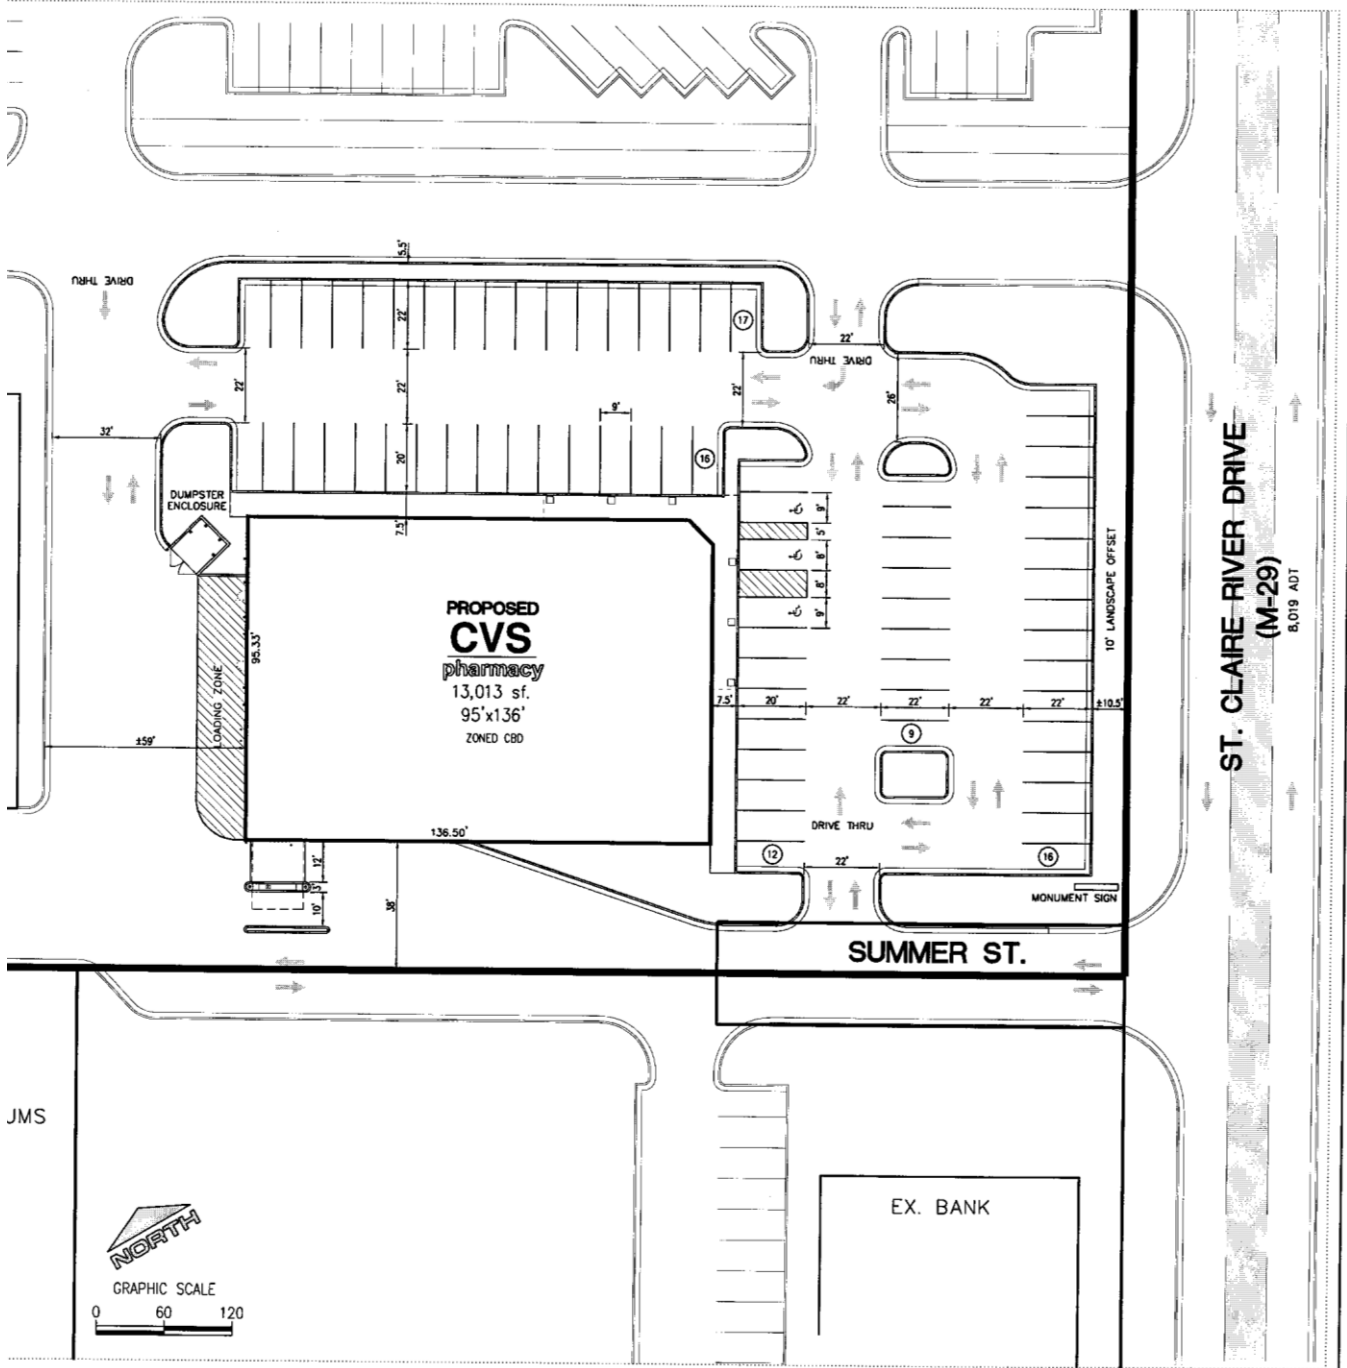 5.5'
DRIVE THRU
22'
17
22'
DRIVE THRU
22'
22'
22'
26'
9'
32'
20'
16
DUMPSTER
ENCLOSURE
7.5'
9'
5'
8'
8'
9'
10' LANDSCAPE OFFSET
ST. CLAIRE RIVER DRIVE
(M-29)
8,019 ADT
PROPOSED
CVS
pharmacy
13,013 sf.
95'x136'
ZONED CBD
95.33'
LOADING ZONE
±59'
7.5'
20'
22'
22'
22'
22'
±10.5'
9
DRIVE THRU
136.50'
12
22'
16
12'
3'
10'
38'
MONUMENT SIGN
SUMMER ST.
UMS
EX. BANK
NORTH
GRAPHIC SCALE
0 60 120